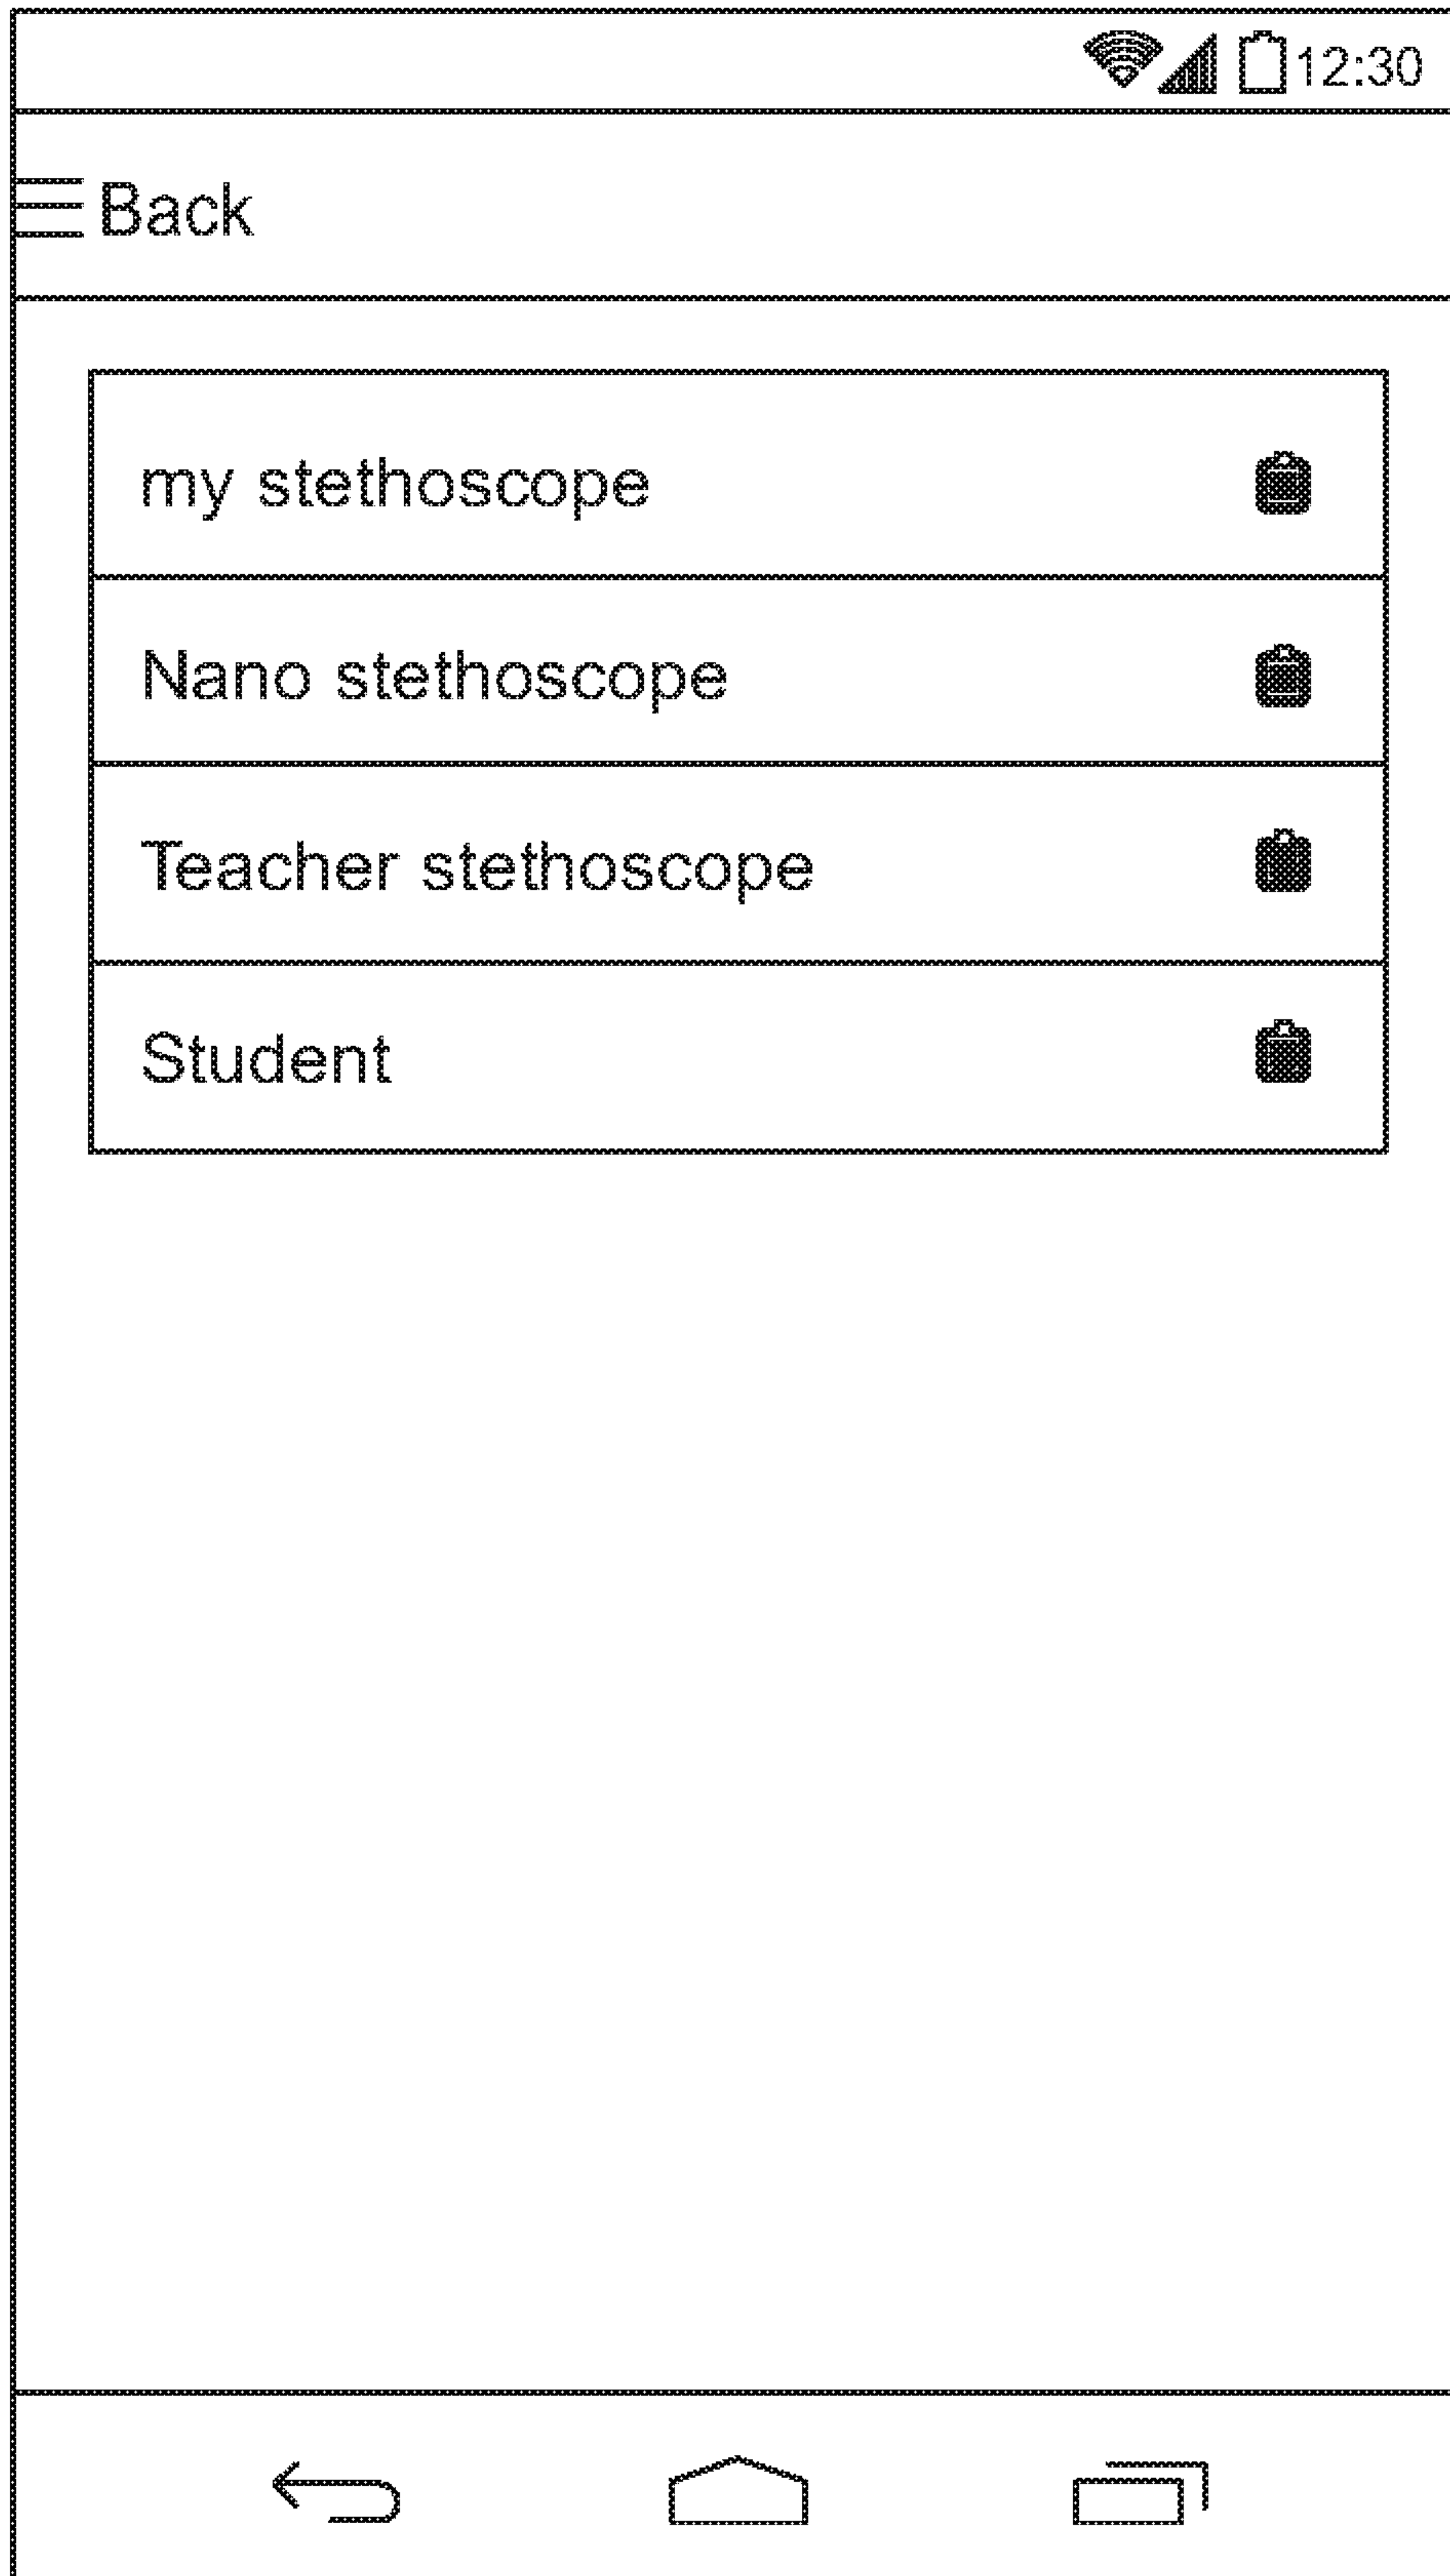 12:30
Back
my stethoscope
Nano stethoscope
Teacher stethoscope
Student